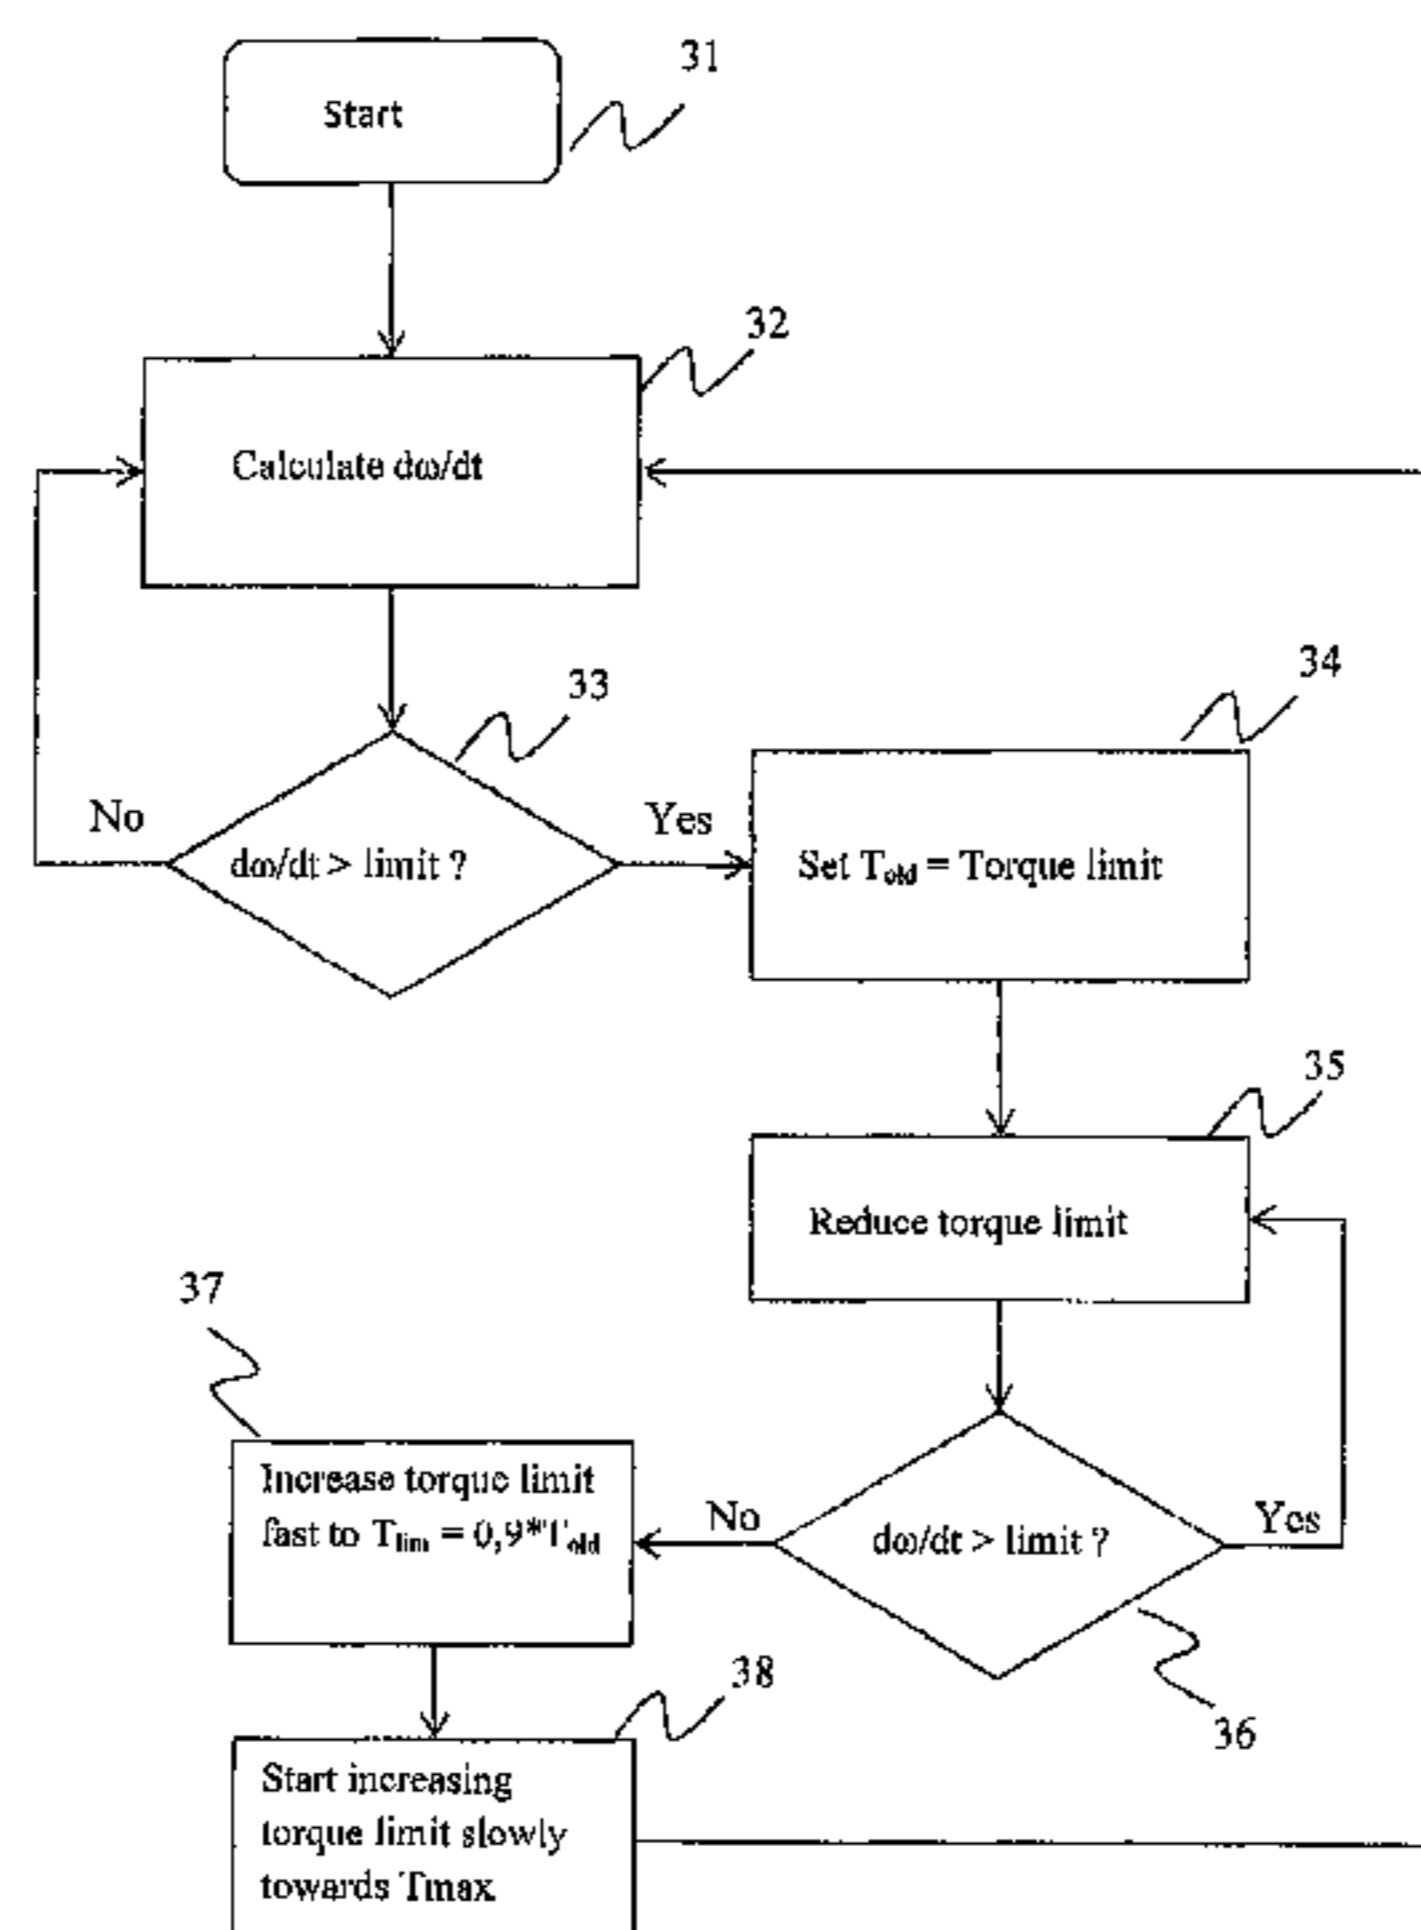 31
Start
32
Calculate dω/dt
33
34
No
Yes
dω/dt > limit ?
Set Told = Torque limit
35
Reduce torque limit
37
Increase torque limit
fast to Tlim = 0,9*Told
No
dω/dt > limit ?
Yes
36
38
Start increasing
torque limit slowly
towards Tmax